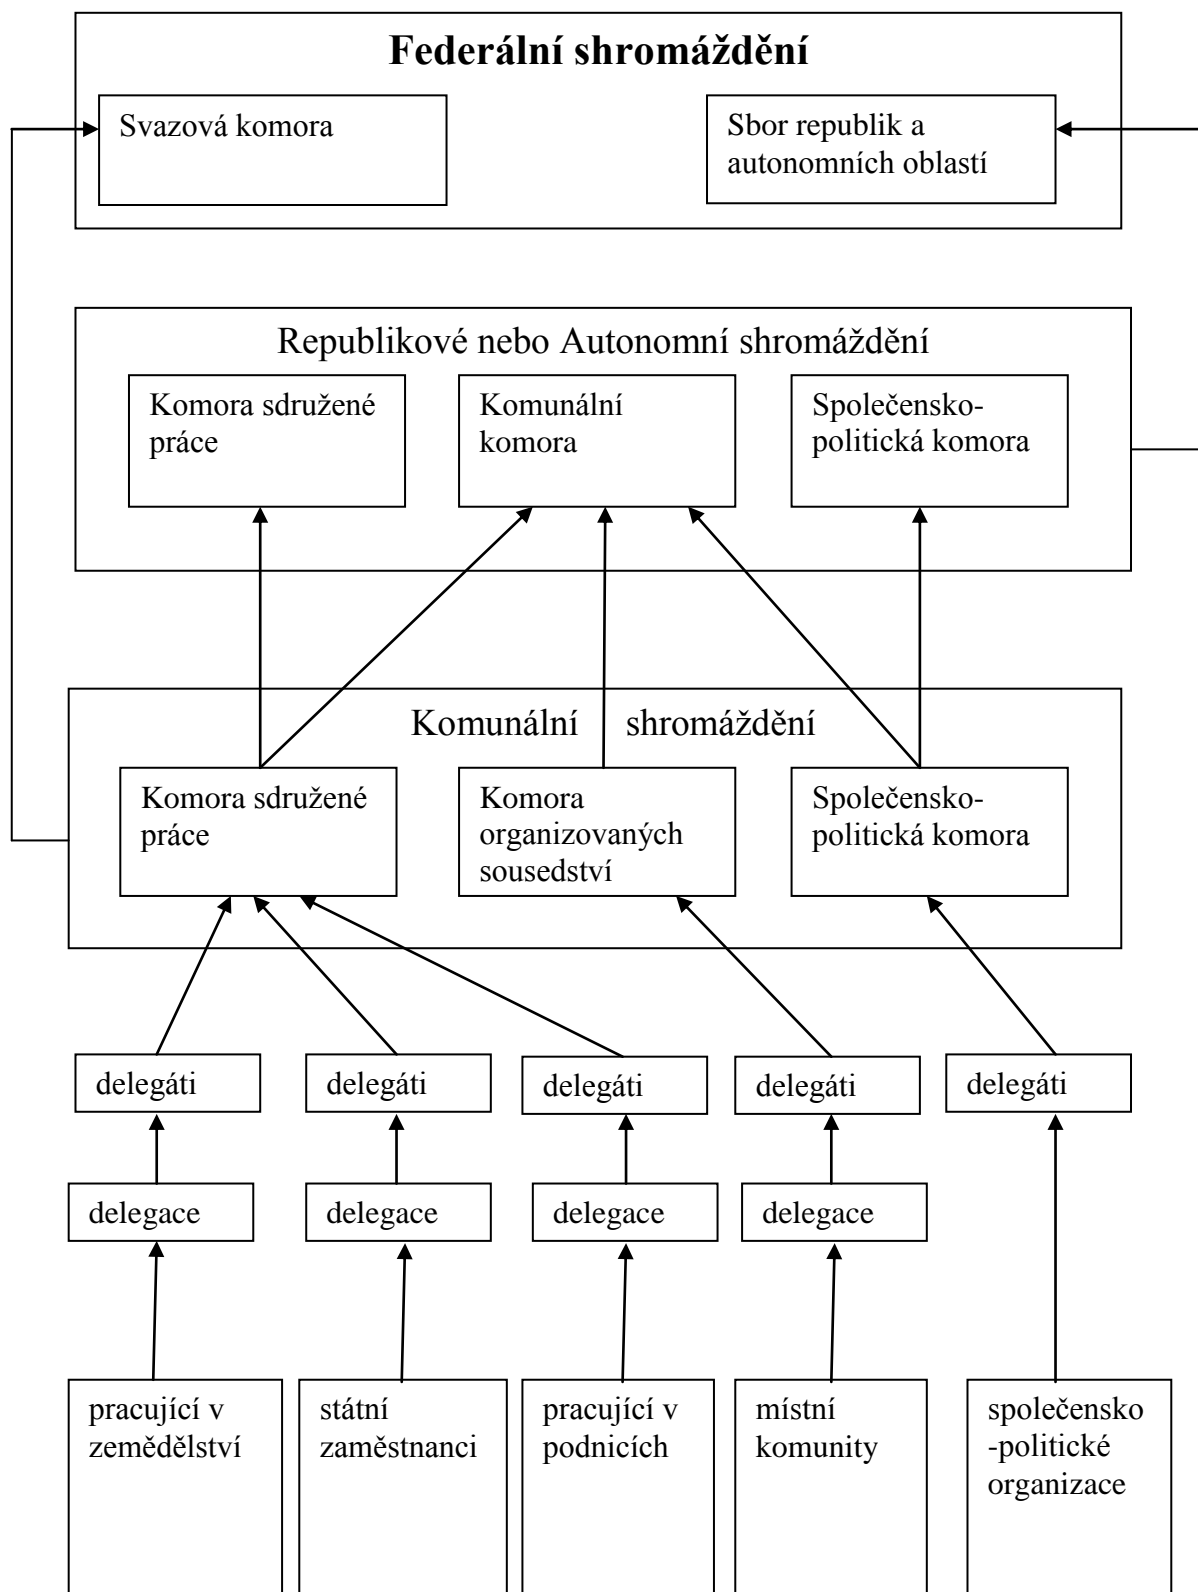 Federální shromáždění
Svazová komora
Sbor republik a
autonomních oblastí
Republikové nebo Autonomní shromáždění
Komora sdružené
práce
Komunální
komora
Společensko-
politická komora
Komunální shromáždění
Komora sdružené
práce
Komora
organizovaných
sousedství
Společensko-
politická komora
delegáti
delegáti
delegáti
delegáti
delegáti
delegace
delegace
delegace
delegace
pracující v
zemědělství
státní
zaměstnanci
pracující v
podnicích
místní
komunity
společensko
-politické
organizace